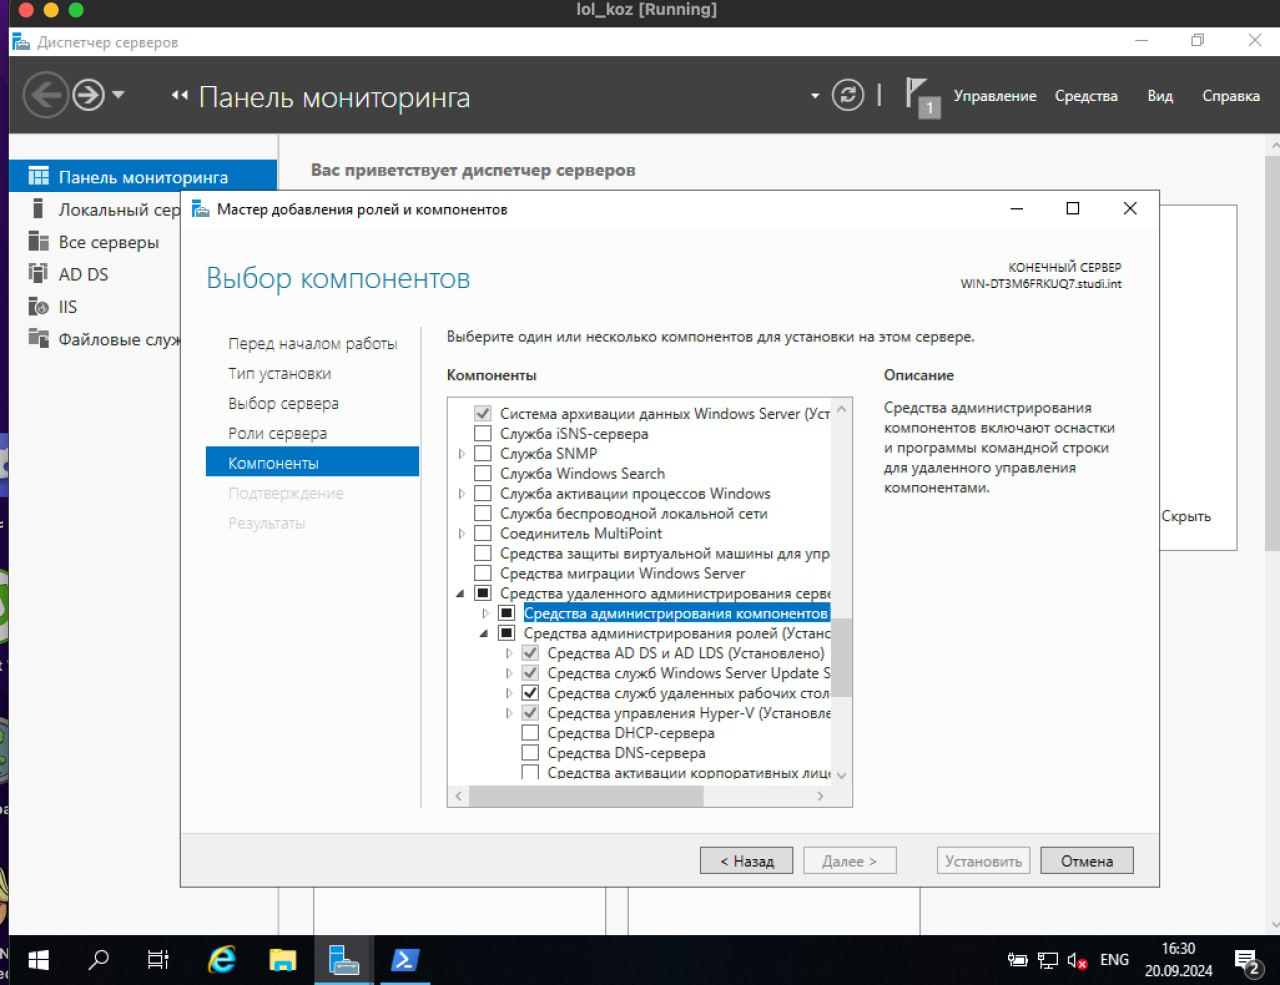 lol_koz [Running]
Диспетчер серверов
Панель мониторинга
1
Управление Средства Вид Справка
Панель мониторинга
Локальный сер
Все серверы
AD DS
IIS
Файловые служ
Вас приветствует диспетчер серверов
Мастер добавления ролей и компонентов
Выбор компонентов
КОНЕЧНЫЙ СЕРВЕР
WIN-DT3M6FRKUQ7.studi.int
Перед началом работы
Тип установки
Выбор сервера
Роли сервера
Компоненты
Подтверждение
Результаты
Выберите один или несколько компонентов для установки на этом сервере.
Компоненты
Система архивации данных Windows Server (Уст
Служба iSNS-сервера
Служба SNMP
Служба Windows Search
Служба активации процессов Windows
Служба беспроводной локальной сети
Соединитель MultiPoint
Средства защиты виртуальной машины для упр
Средства миграции Windows Server
Средства удаленного администрирования серве
Средства администрирования компонентов
Средства администрирования ролей (Устано
Средства AD DS и AD LDS (Установлено)
Средства служб Windows Server Update S
Средства служб удаленных рабочих стол
Средства управления Hyper-V (Установле
Средства DHCP-сервера
Средства DNS-сервера
Средства активации корпоративных лице
Описание
Средства администрирования
компонентов включают оснастки
и программы командной строки
для удаленного управления
компонентами.
Скрыть
< Назад Далее > Установить Отмена
ENG
16:30
20.09.2024
2